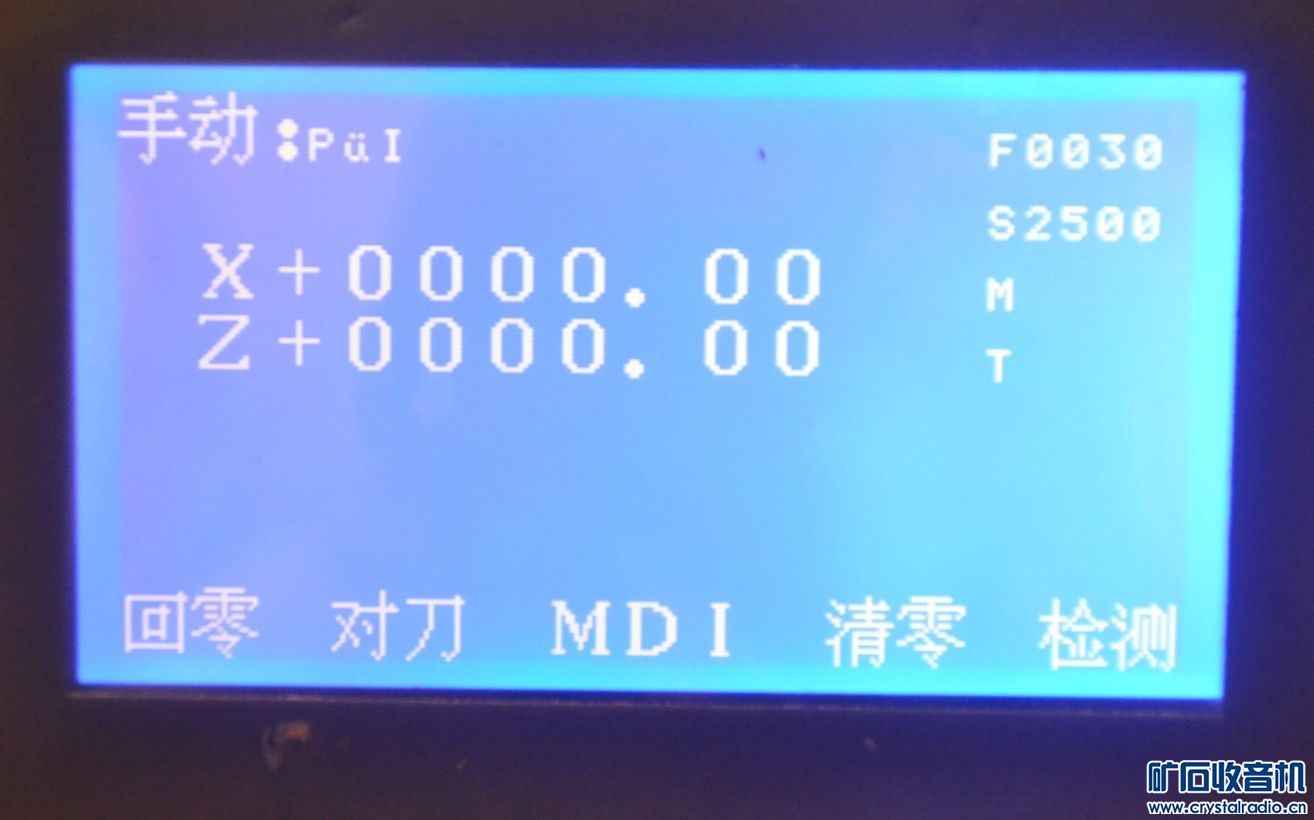 手动:PüI
F0030
S2500
X+0000.00
M
Z+0000.00
T
回零 对刀 MDI 清零 检测
矿石收音机
www.crystalradio.cn